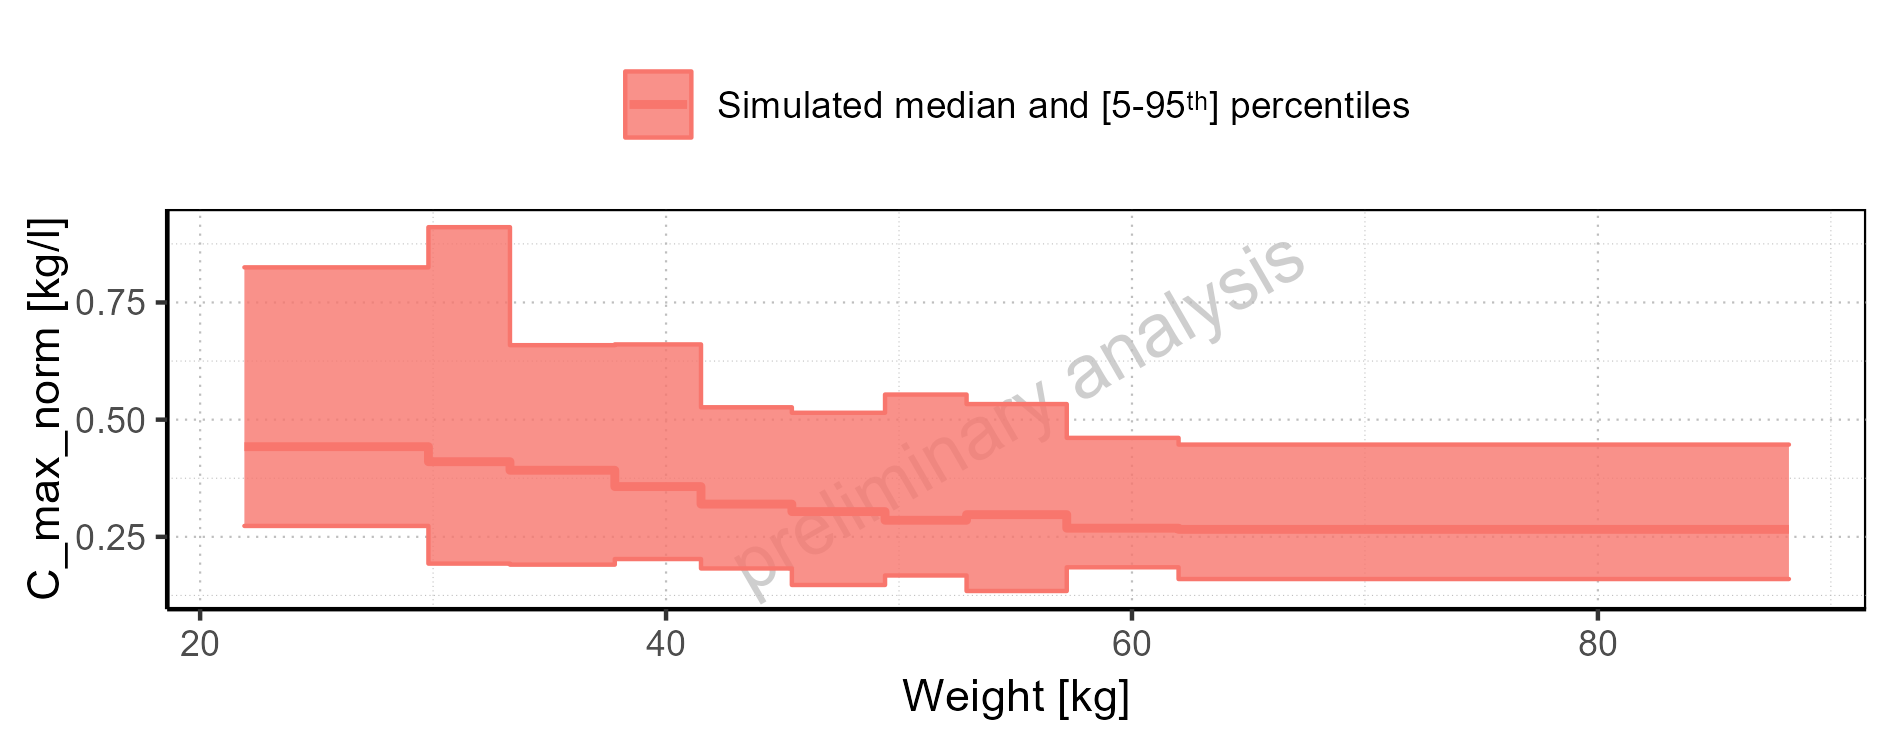 Simulated median and [5-95ᵗʰ] percentiles
C_max_norm [kg/l]
0.75
0.50
0.25
preliminary analysis
20 40 60 80
Weight [kg]